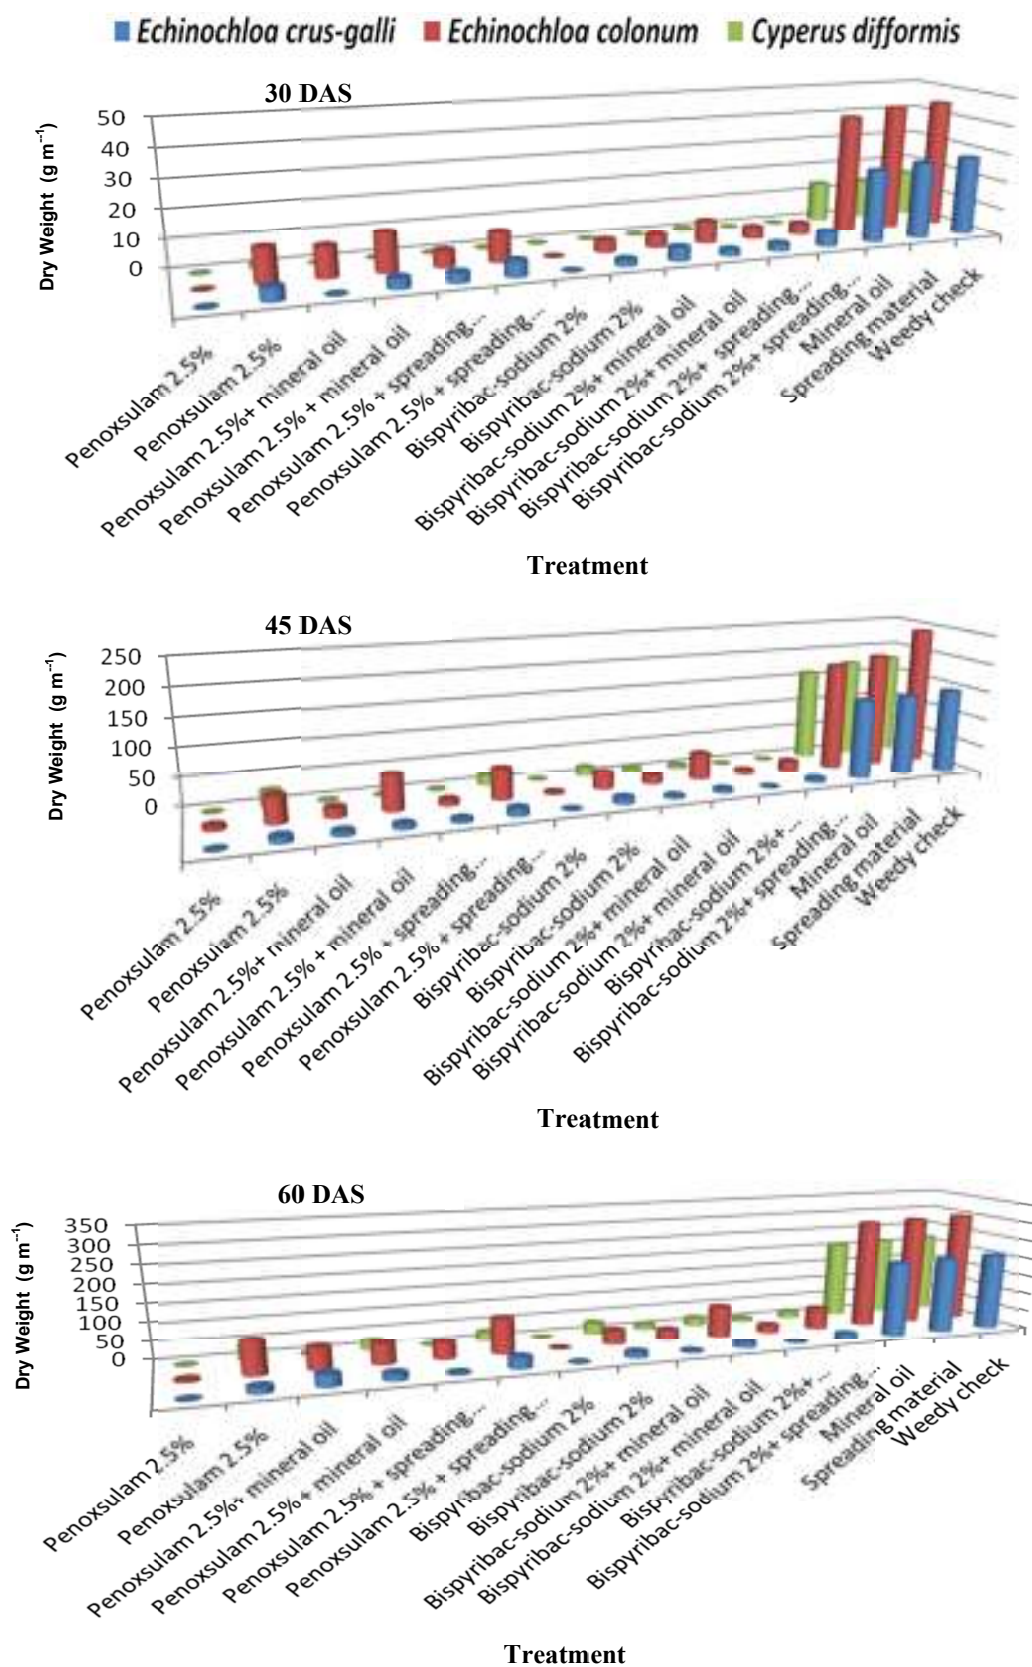 Echinochloa crus-galli Echinochloa colonum Cyperus difformis
30 DAS
Dry Weight (g m⁻¹)
50
40
30
20
10
0
Penoxsulam 2.5%
Penoxsulam 2.5%
Penoxsulam 2.5%+ mineral oil
Penoxsulam 2.5% + mineral oil
Penoxsulam 2.5% + spreading...
Penoxsulam 2.5% + spreading...
Bispyribac-sodium 2%
Bispyribac-sodium 2%
Bispyribac-sodium 2%+ mineral oil
Bispyribac-sodium 2%+ mineral oil
Bispyribac-sodium 2%+ spreading...
Bispyribac-sodium 2%+ spreading...
Mineral oil
Spreading material
Weedy check
Treatment
45 DAS
Dry Weight (g m⁻¹)
250
200
150
100
50
0
Penoxsulam 2.5%
Penoxsulam 2.5%
Penoxsulam 2.5%+ mineral oil
Penoxsulam 2.5% + mineral oil
Penoxsulam 2.5% + spreading...
Penoxsulam 2.5% + spreading...
Bispyribac-sodium 2%
Bispyribac-sodium 2%
Bispyribac-sodium 2%+ mineral oil
Bispyribac-sodium 2%+ mineral oil
Bispyribac-sodium 2%+...
Bispyribac-sodium 2%+ spreading...
Mineral oil
Spreading material
Weedy check
Treatment
60 DAS
Dry Weight (g m⁻¹)
350
300
250
200
150
100
50
0
Penoxsulam 2.5%
Penoxsulam 2.5%
Penoxsulam 2.5%+ mineral oil
Penoxsulam 2.5% + mineral oil
Penoxsulam 2.5% + spreading...
Penoxsulam 2.5% + spreading...
Bispyribac-sodium 2%
Bispyribac-sodium 2%
Bispyribac-sodium 2%+ mineral oil
Bispyribac-sodium 2%+ mineral oil
Bispyribac-sodium 2%+...
Bispyribac-sodium 2%+ spreading...
Mineral oil
Spreading material
Weedy check
Treatment